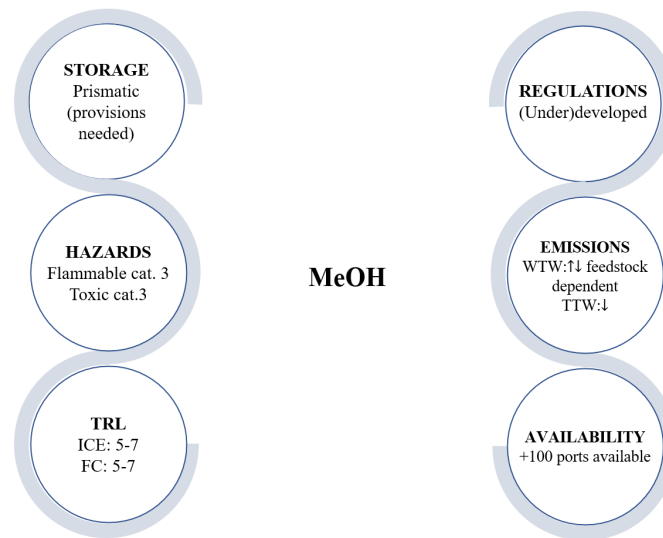 STORAGE
Prismatic
(provisions
needed)
HAZARDS
Flammable cat. 3
Toxic cat.3
TRL
ICE: 5-7
FC: 5-7
MeOH
REGULATIONS
(Under)developed
EMISSIONS
WTW:↑↓ feedstock
dependent
TTW:↓
AVAILABILITY
+100 ports available